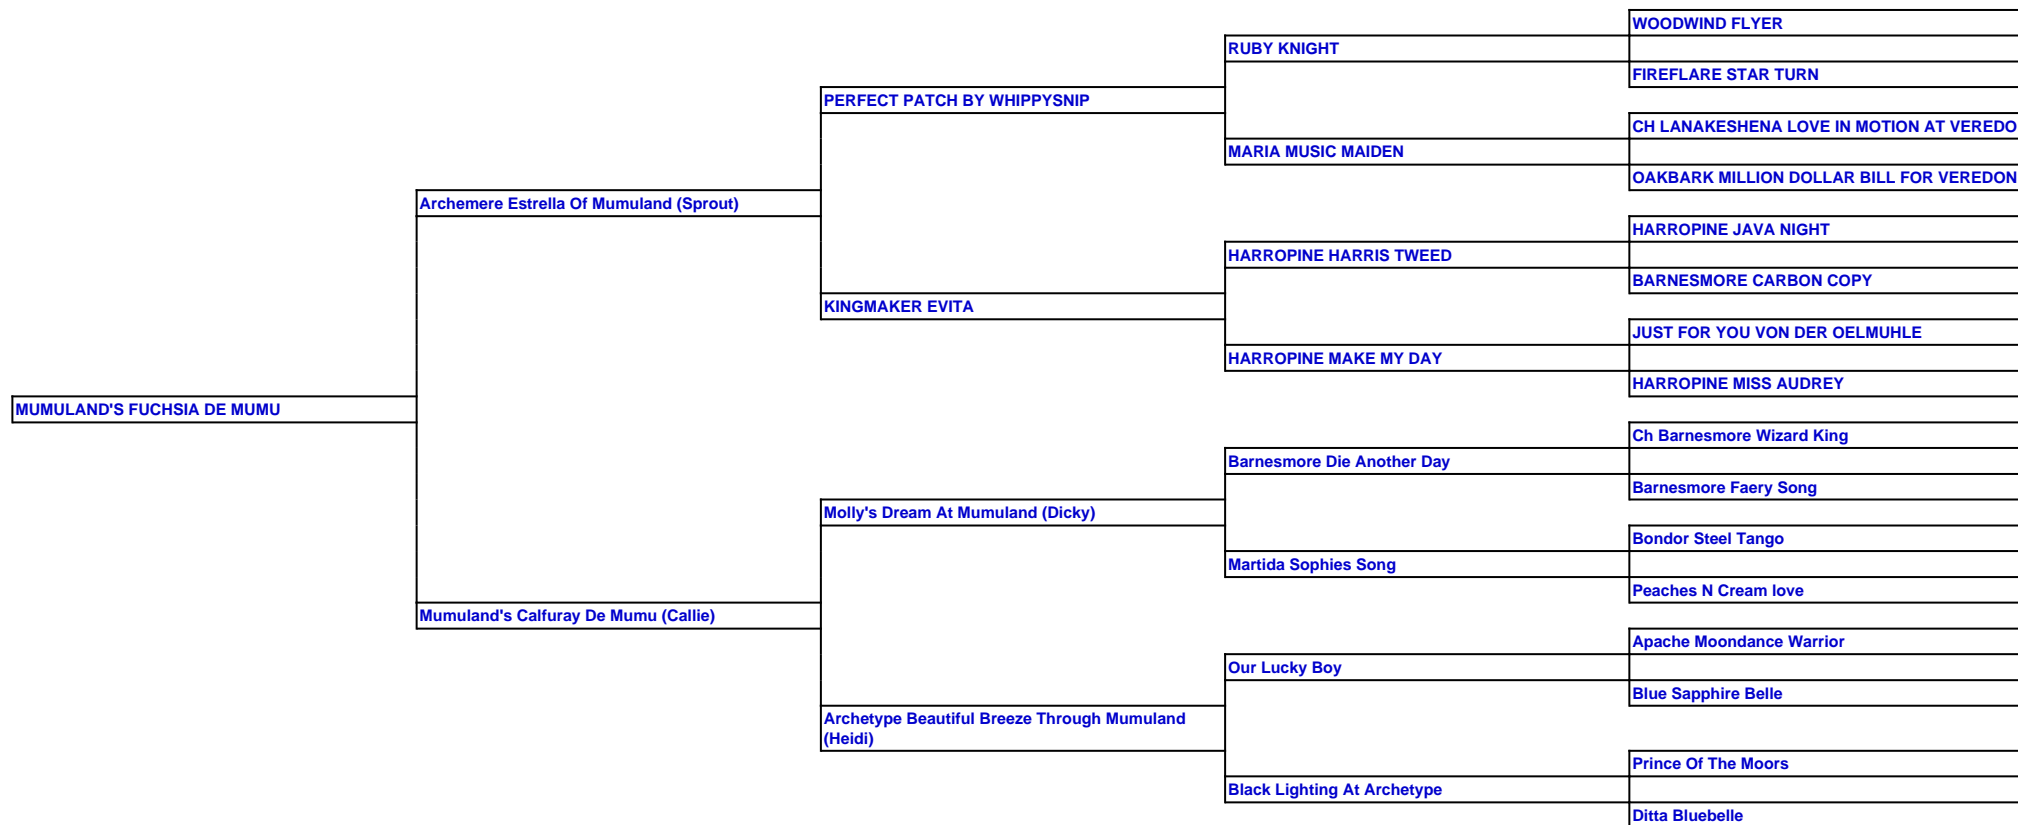 WOODWIND FLYER
RUBY KNIGHT
FIREFLARE STAR TURN
PERFECT PATCH BY WHIPPYSNIP
CH LANAKESHENA LOVE IN MOTION AT VEREDO
MARIA MUSIC MAIDEN
OAKBARK MILLION DOLLAR BILL FOR VEREDON
Archemere Estrella Of Mumuland (Sprout)
HARROPINE JAVA NIGHT
HARROPINE HARRIS TWEED
BARNESMORE CARBON COPY
KINGMAKER EVITA
JUST FOR YOU VON DER OELMUHLE
HARROPINE MAKE MY DAY
HARROPINE MISS AUDREY
MUMULAND'S FUCHSIA DE MUMU
Ch Barnesmore Wizard King
Barnesmore Die Another Day
Barnesmore Faery Song
Molly's Dream At Mumuland (Dicky)
Bondor Steel Tango
Martida Sophies Song
Peaches N Cream love
Mumuland's Calfuray De Mumu (Callie)
Apache Moondance Warrior
Our Lucky Boy
Blue Sapphire Belle
Archetype Beautiful Breeze Through Mumuland
(Heidi)
Prince Of The Moors
Black Lighting At Archetype
Ditta Bluebelle